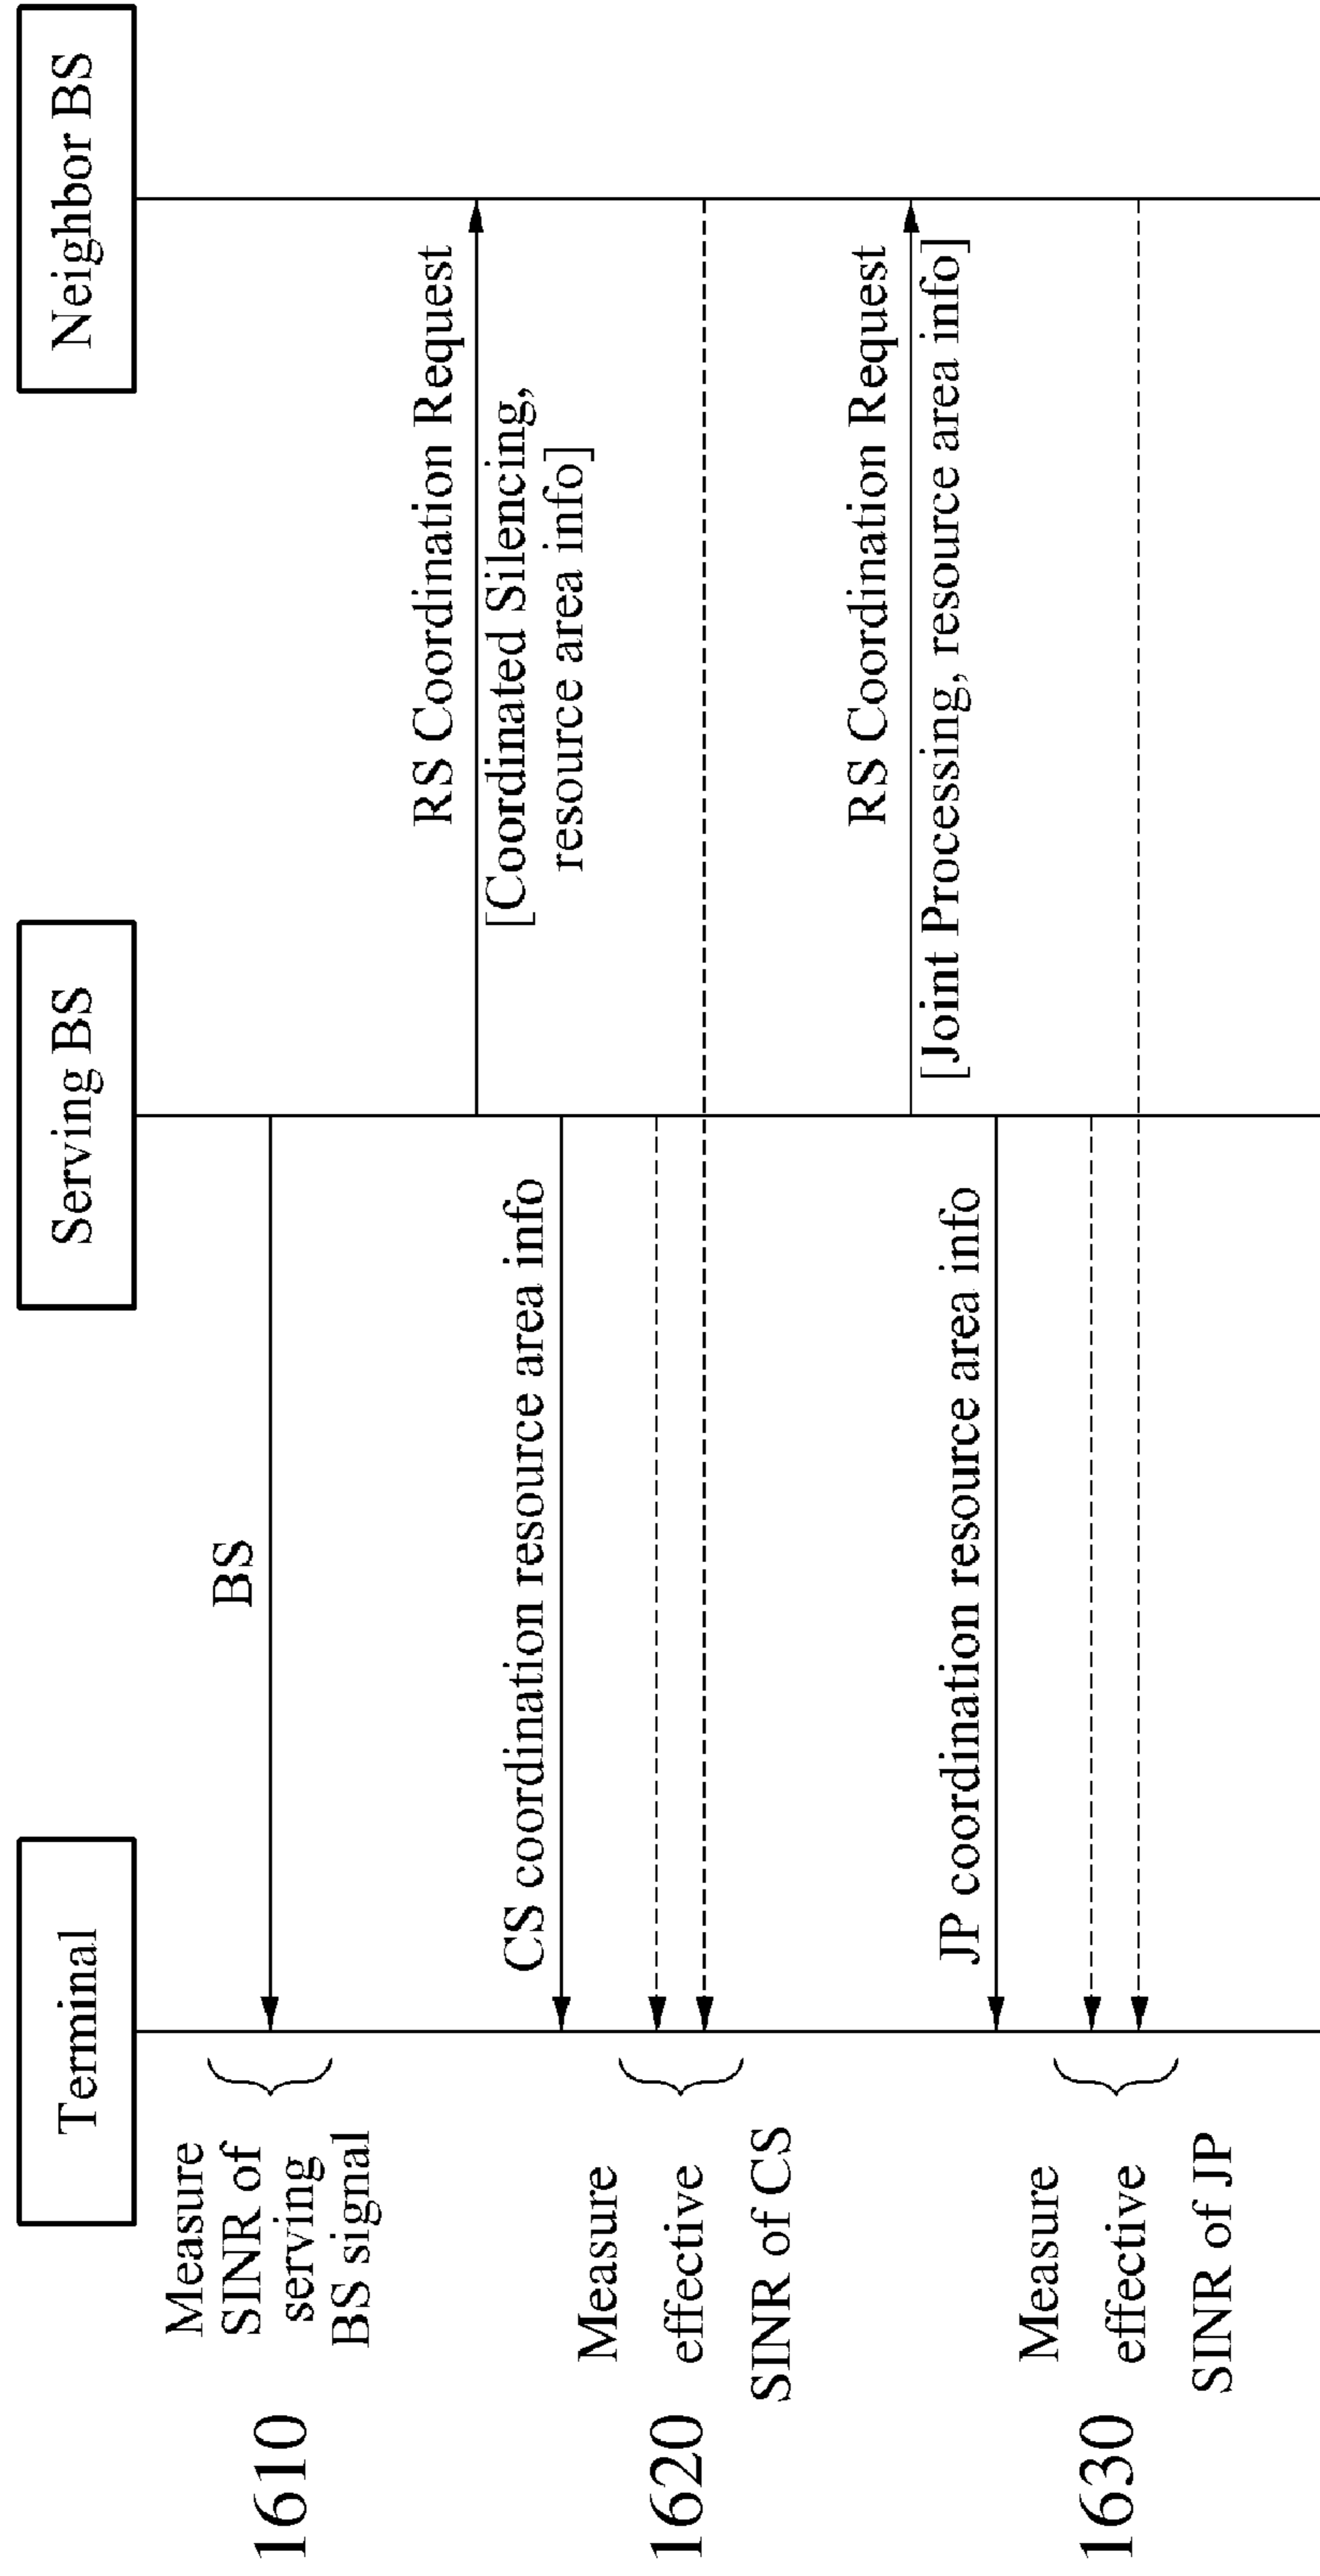 Terminal
Serving BS
Neighbor BS
1610
Measure
SINR of
serving
BS signal
BS
RS Coordination Request
[Coordinated Silencing,
resource area info]
CS coordination resource area info
1620
Measure
effective
SINR of CS
RS Coordination Request
[Joint Processing, resource area info]
JP coordination resource area info
1630
Measure
effective
SINR of JP